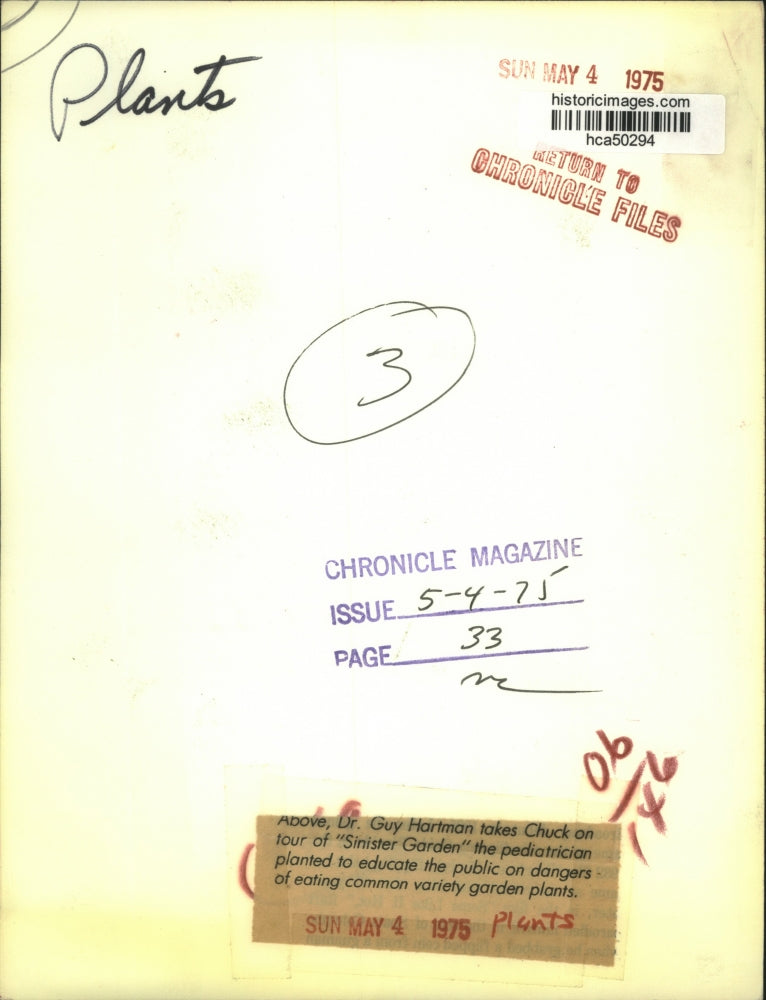 Plants
SUN MAY 4 1975
historicimages.com
hca50294
RETURN TO
CHRONICLE FILES
3
CHRONICLE MAGAZINE
ISSUE 5-4-75
PAGE 33
Above, Dr. Guy Hartman takes Chuck on
tour of "Sinister Garden" the pediatrician
planted to educate the public on dangers
of eating common variety garden plants.
SUN MAY 4 1975 Plants